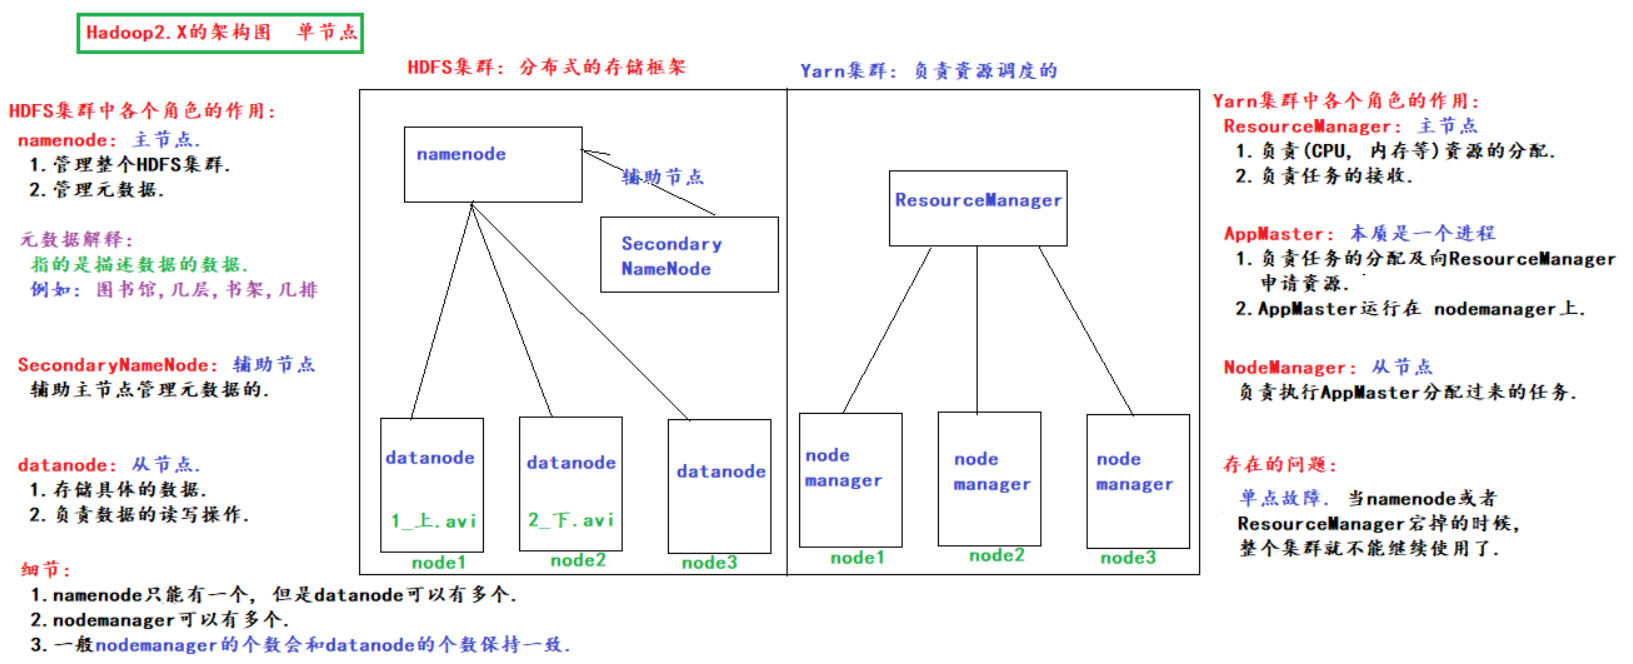 Hadoop2.X的架构图 单节点
HDFS集群: 分布式的存储框架
Yarn集群: 负责资源调度的
HDFS集群中各个角色的作用:
namenode: 主节点.
1.管理整个HDFS集群.
2.管理元数据.
元数据解释:
指的是描述数据的数据.
例如: 图书馆,几层,书架,几排
SecondaryNameNode: 辅助节点
辅助主节点管理元数据的.
datanode: 从节点.
1.存储具体的数据.
2.负责数据的读写操作.
细节:
1.namenode只能有一个, 但是datanode可以有多个.
2.nodemanager可以有多个.
3.一般nodemanager的个数会和datanode的个数保持一致.
namenode
辅助节点
Secondary
NameNode
datanode
1_上.avi
node1
datanode
2_下.avi
node2
datanode
node3
ResourceManager
node
manager
node1
node
manager
node2
node
manager
node3
Yarn集群中各个角色的作用:
ResourceManager: 主节点
1.负责(CPU, 内存等)资源的分配.
2.负责任务的接收.
AppMaster: 本质是一个进程
1.负责任务的分配及向ResourceManager
申请资源.
2.AppMaster运行在 nodemanager上.
NodeManager: 从节点
负责执行AppMaster分配过来的任务.
存在的问题:
单点故障. 当namenode或者
ResourceManager宕掉的时候,
整个集群就不能继续使用了.